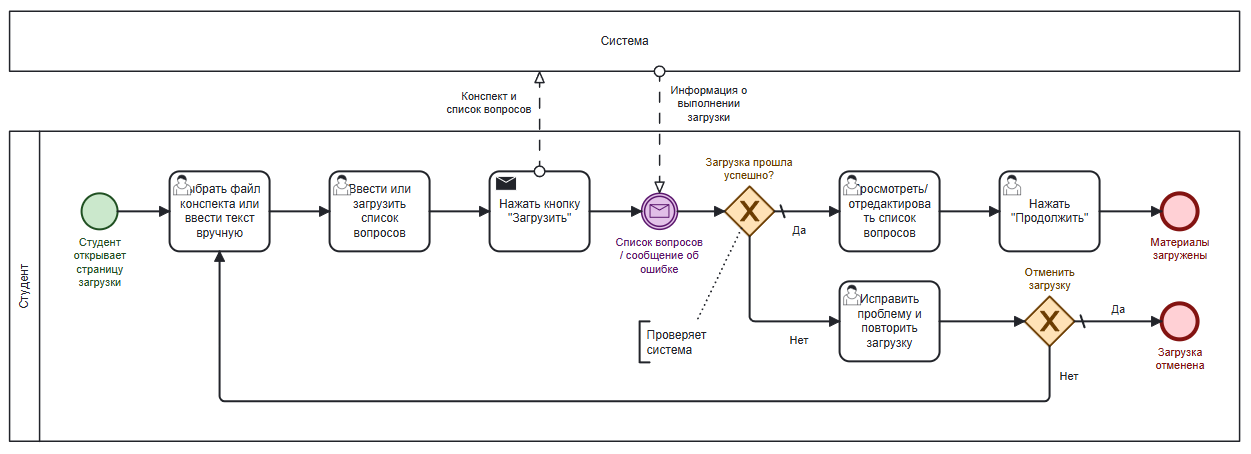 Система
Конспект и
список вопросов
Информация о
выполнении
загрузки
Студент
Студент
открывает
страницу
загрузки
ыбрать файл
конспекта или
ввести текст
вручную
Ввести или
загрузить
список
вопросов
Нажать кнопку
"Загрузить"
Список вопросов
/ сообщение об
ошибке
Загрузка прошла
успешно?
Да
Нет
Проверяет
система
росмотреть/
отредактирова
ть список
вопросов
Нажать
"Продолжить"
Материалы
загружены
Исправить
проблему и
повторить
загрузку
Отменить
загрузку
Да
Нет
Загрузка
отменена